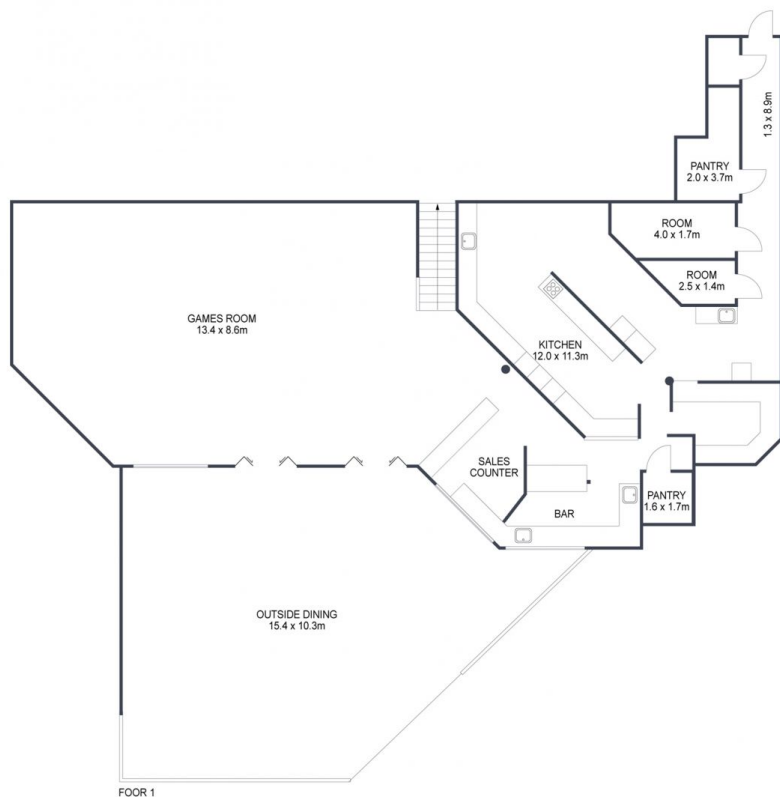 1.3 x 8.9m
PANTRY
2.0 x 3.7m
ROOM
4.0 x 1.7m
ROOM
2.5 x 1.4m
GAMES ROOM
13.4 x 8.6m
KITCHEN
12.0 x 11.3m
SALES
COUNTER
BAR
PANTRY
1.6 x 1.7m
OUTSIDE DINING
15.4 x 10.3m
FOOR 1